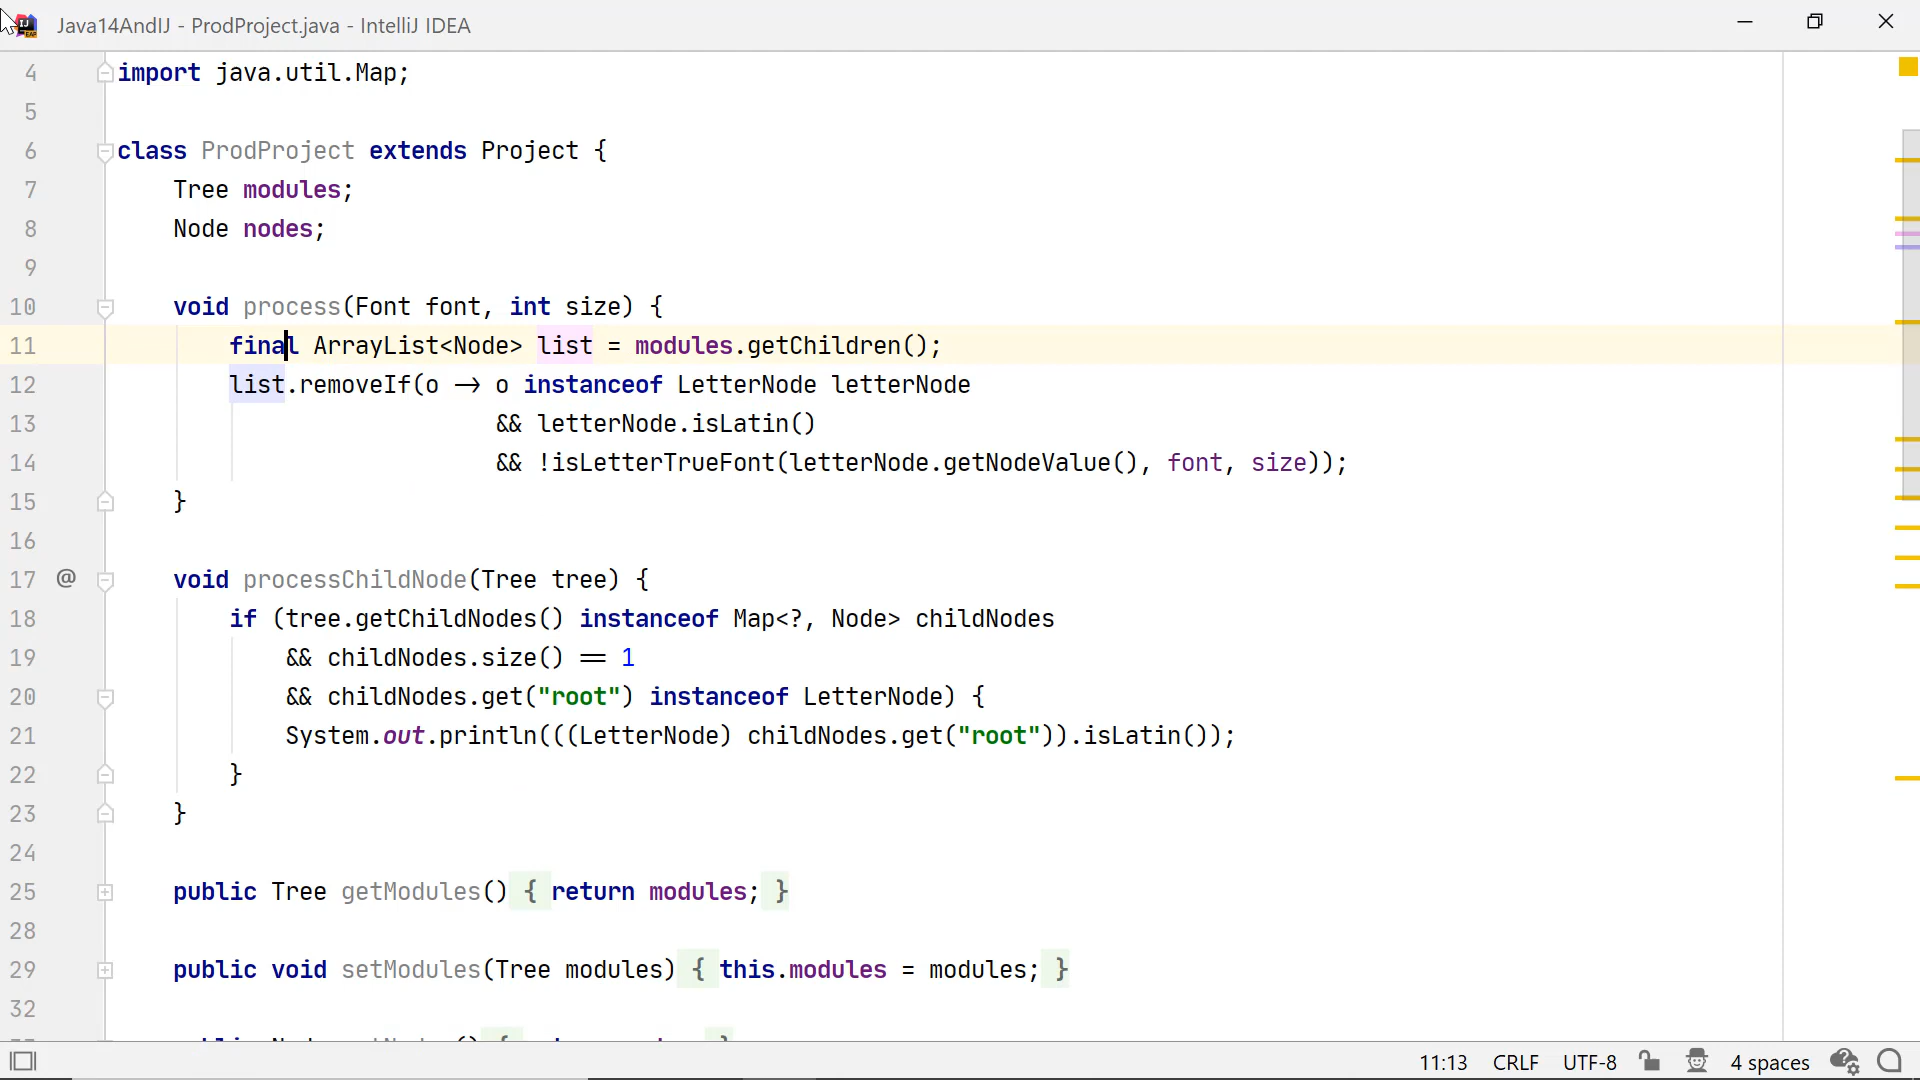 Java14AndIJ - ProdProject.java - IntelliJ IDEA
4 import java.util.Map;
5
6 class ProdProject extends Project {
7 Tree modules;
8 Node nodes;
9
10 void process(Font font, int size) {
11 final ArrayList<Node> list = modules.getChildren();
12 list.removeIf(o → o instanceof LetterNode letterNode
13 && letterNode.isLatin()
14 && !isLetterTrueFont(letterNode.getNodeValue(), font, size));
15 }
16
17 @ void processChildNode(Tree tree) {
18 if (tree.getChildNodes() instanceof Map<?, Node> childNodes
19 && childNodes.size() == 1
20 && childNodes.get("root") instanceof LetterNode) {
21 System.out.println(((LetterNode) childNodes.get("root")).isLatin());
22 }
23 }
24
25 public Tree getModules() { return modules; }
28
29 public void setModules(Tree modules) { this.modules = modules; }
32
11:13 CRLF UTF-8 4 spaces